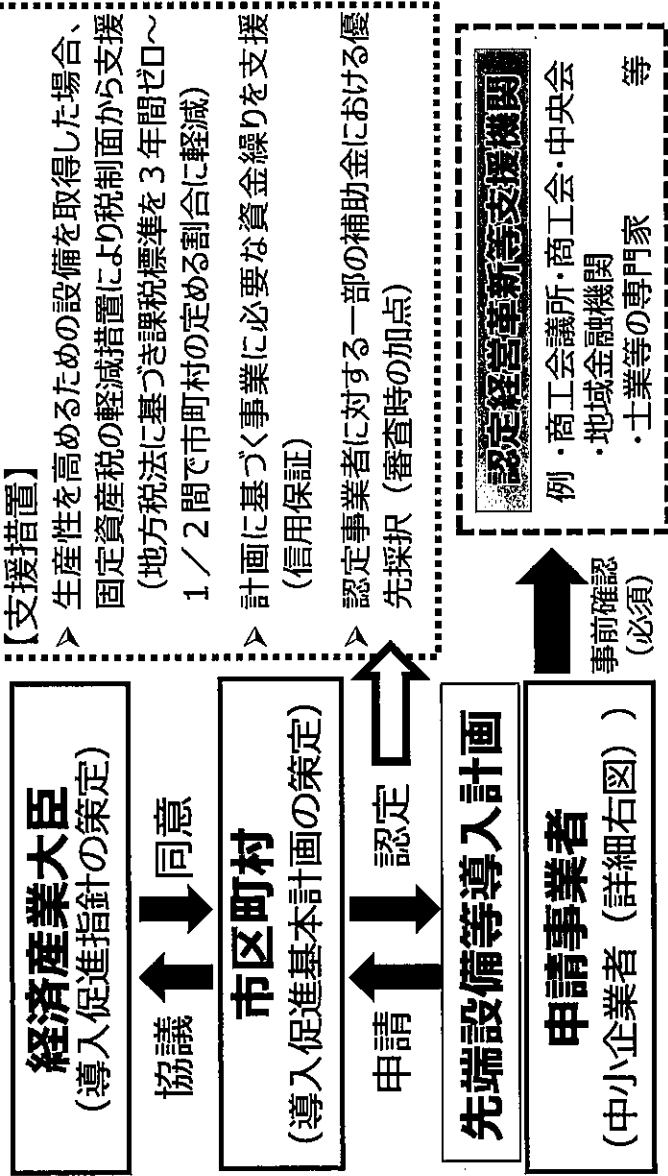 経済産業大臣
(導入促進指針の策定)
協議
同意
市区町村
(導入促進基本計画の策定)
申請
認定
先端設備等導入計画
申請事業者
(中小企業者（詳細右図）)
【支援措置】
➢ 生産性を高めるための設備を取得した場合、
固定資産税の軽減措置により税制面から支援
(地方税法に基づき課税標準を３年間ゼロ～
１／２間で市町村の定める割合に軽減)
➢ 計画に基づく事業に必要な資金繰りを支援
(信用保証)
➢ 認定事業者に対する一部の補助金における優
先採択（審査時の加点）
事前確認
(必須)
認定経営革新等支援機関
例 ・商工会議所・商工会・中央会
・地域金融機関
・士業等の専門家 等